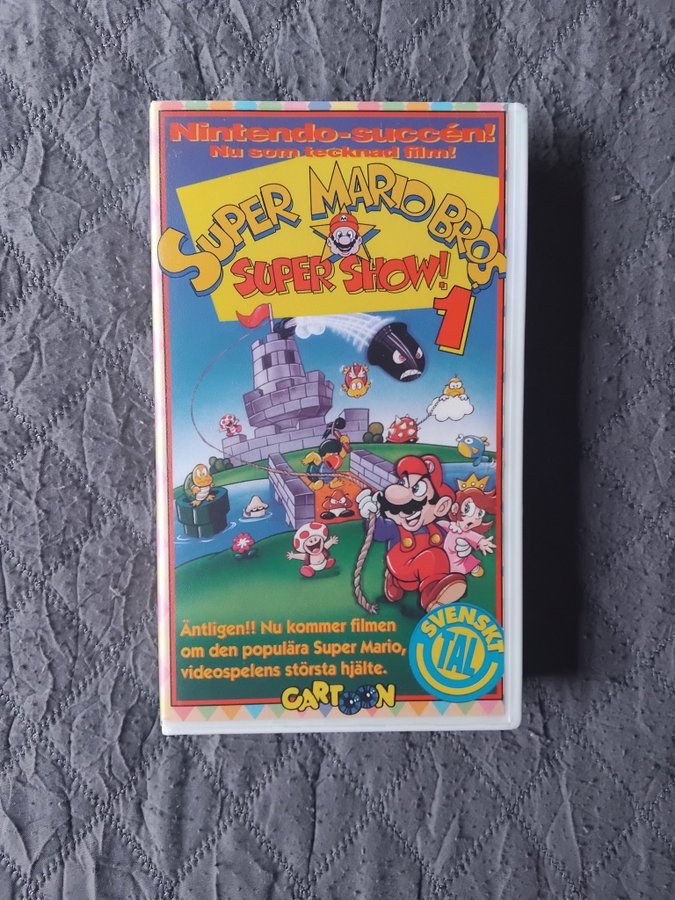 Nintendo-succén!
Nu som tecknad film!
SUPER MARIO BROS.
SUPER SHOW!
1
Äntligen!! Nu kommer filmen
om den populära Super Mario,
videospelens största hjälte.
SVENSKT
TAL
CARTOON